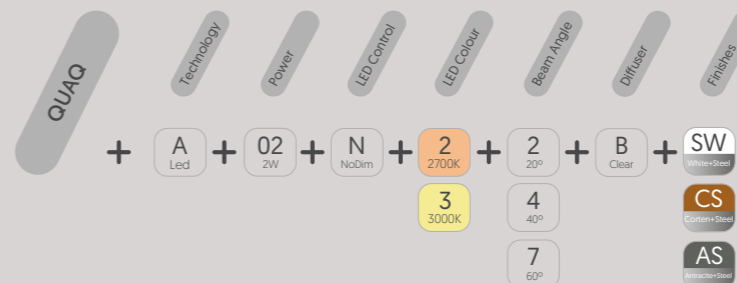 QUAQ
Technology
Power
LED Control
LED Colour
Beam Angle
Diffuser
Finishes
+ A + 02 + N + 2 + 2 + B + SW
Led 2W NoDim 2700K 20º Clear White+Steel
3 4 CS
3000K 40º Corten+Steel
7 AS
60º Antracite+Steel